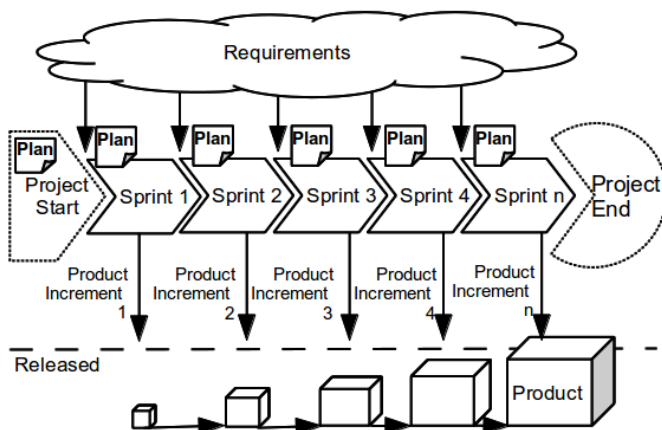 Requirements
Plan
Plan
Plan
Plan
Plan
Plan
Project
Start
Sprint 1
Sprint 2
Sprint 3
Sprint 4
Sprint n
Project
End
Product
Increment
1
Product
Increment
2
Product
Increment
3
Product
Increment
4
Product
Increment
n
Released
Product